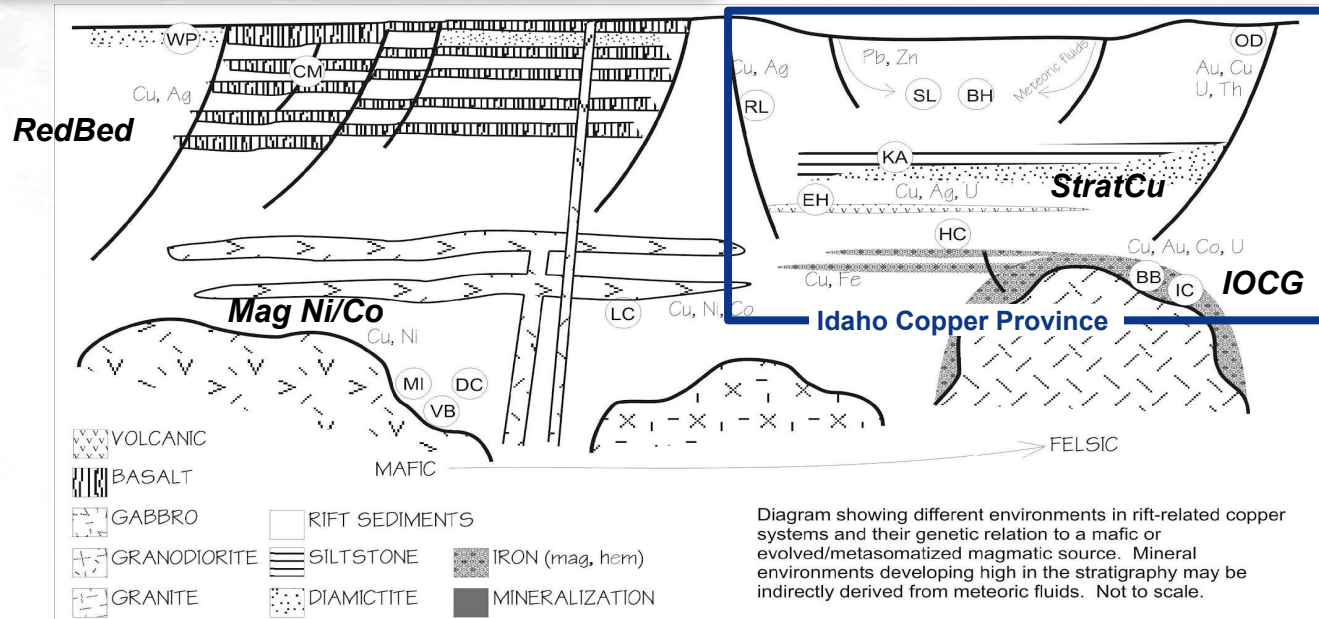 WP
CM
Cu, Ag
RedBed
Cu, Ag
RL
Pb, Zn
SL
BH
Meteoric fluids
OD
Au, Cu
U, Th
KA
Cu, Ag, U
StratCu
EH
HC
Cu, Au, Co, U
Cu, Fe
BB
IC
IOCG
Idaho Copper Province
Mag Ni/Co
Cu, Ni
LC
Cu, Ni, Co
MI
DC
VB
MAFIC
FELSIC
VOLCANIC
BASALT
GABBRO
GRANODIORITE
GRANITE
RIFT SEDIMENTS
SILTSTONE
DIAMICTITE
IRON (mag, hem)
MINERALIZATION
Diagram showing different environments in rift-related copper
systems and their genetic relation to a mafic or
evolved/metasomatized magmatic source. Mineral
environments developing high in the stratigraphy may be
indirectly derived from meteoric fluids. Not to scale.